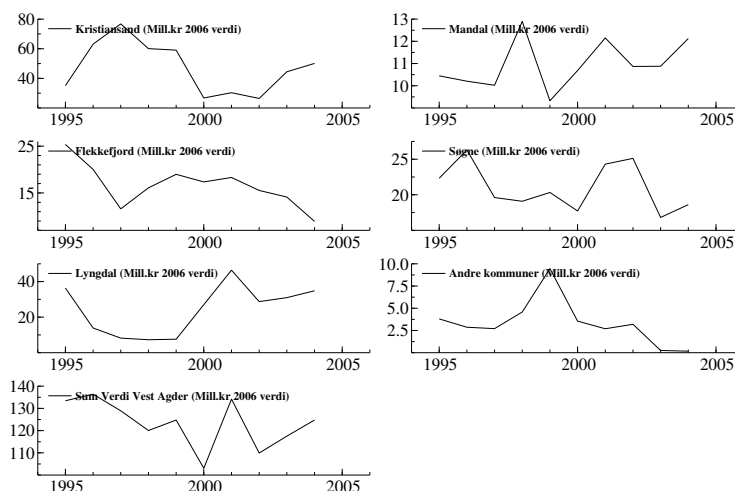 80
Kristiansand (Mill.kr 2006 verdi)
60
40
1995 2000 2005
13
Mandal (Mill.kr 2006 verdi)
12
11
10
1995 2000 2005
25
Flekkefjord (Mill.kr 2006 verdi)
15
1995 2000 2005
25
Søgne (Mill.kr 2006 verdi)
20
1995 2000 2005
40
Lyngdal (Mill.kr 2006 verdi)
20
1995 2000 2005
10.0
Andre kommuner (Mill.kr 2006 verdi)
7.5
5.0
2.5
1995 2000 2005
140
Sum Verdi Vest Agder (Mill.kr 2006 verdi)
130
120
110
1995 2000 2005